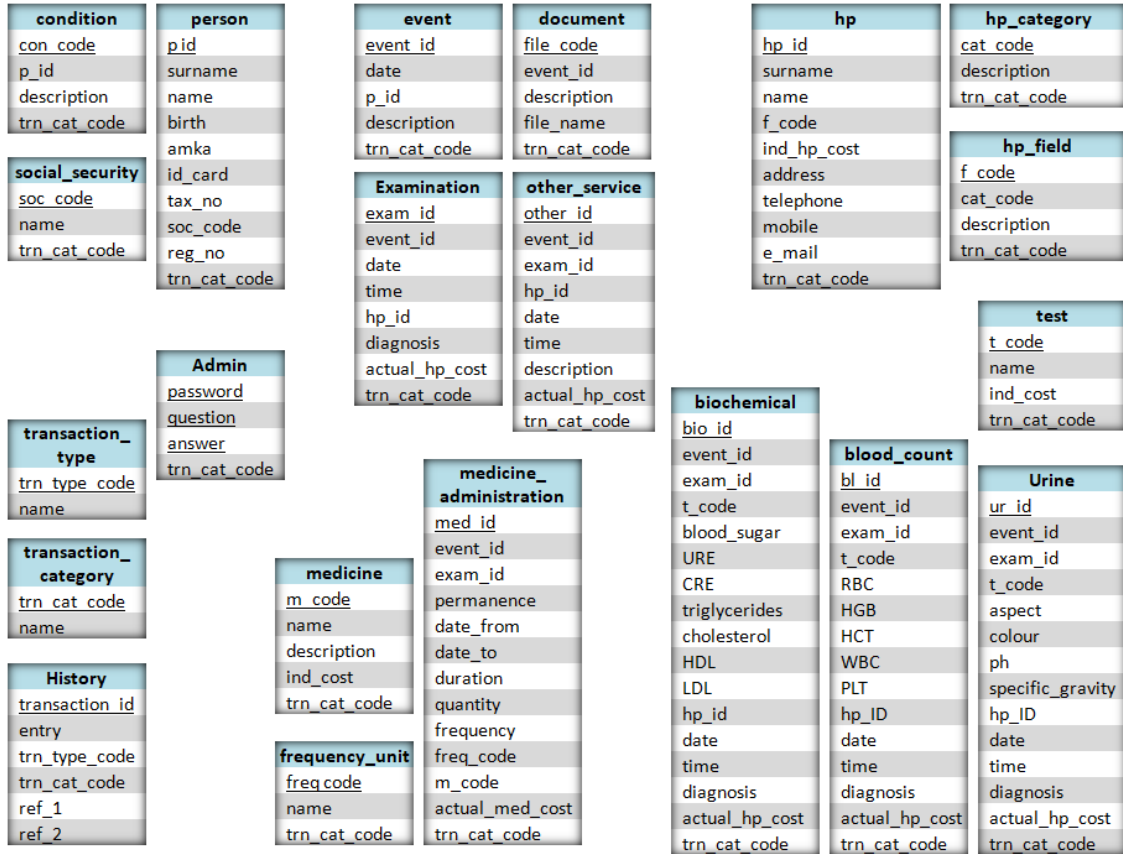 condition
con_code
p_id
description
trn_cat_code
person
pid
surname
name
birth
amka
id_card
tax_no
soc_code
reg_no
trn_cat_code
event
event_id
date
p_id
description
trn_cat_code
document
file_code
event_id
description
file_name
trn_cat_code
hp
hp_id
surname
name
f_code
ind_hp_cost
address
telephone
mobile
e_mail
trn_cat_code
hp_category
cat_code
description
trn_cat_code
social_security
soc_code
name
trn_cat_code
hp_field
f_code
cat_code
description
trn_cat_code
Examination
exam_id
event_id
date
time
hp_id
diagnosis
actual_hp_cost
trn_cat_code
other_service
other_id
event_id
exam_id
hp_id
date
time
description
actual_hp_cost
trn_cat_code
test
t_code
name
ind_cost
trn_cat_code
Admin
password
question
answer
trn_cat_code
transaction_
type
trn_type_code
name
transaction_
category
trn_cat_code
name
History
transaction_id
entry
trn_type_code
trn_cat_code
ref_1
ref_2
medicine
m_code
name
description
ind_cost
trn_cat_code
frequency_unit
freq code
name
trn_cat_code
medicine_
administration
med_id
event_id
exam_id
permanence
date_from
date_to
duration
quantity
frequency
freq_code
m_code
actual_med_cost
trn_cat_code
biochemical
bio_id
event_id
exam_id
t_code
blood_sugar
URE
CRE
triglycerides
cholesterol
HDL
LDL
hp_id
date
time
diagnosis
actual_hp_cost
trn_cat_code
blood_count
bl_id
event_id
exam_id
t_code
RBC
HGB
HCT
WBC
PLT
hp_ID
date
time
diagnosis
actual_hp_cost
trn_cat_code
Urine
ur_id
event_id
exam_id
t_code
aspect
colour
ph
specific_gravity
hp_ID
date
time
diagnosis
actual_hp_cost
trn_cat_code